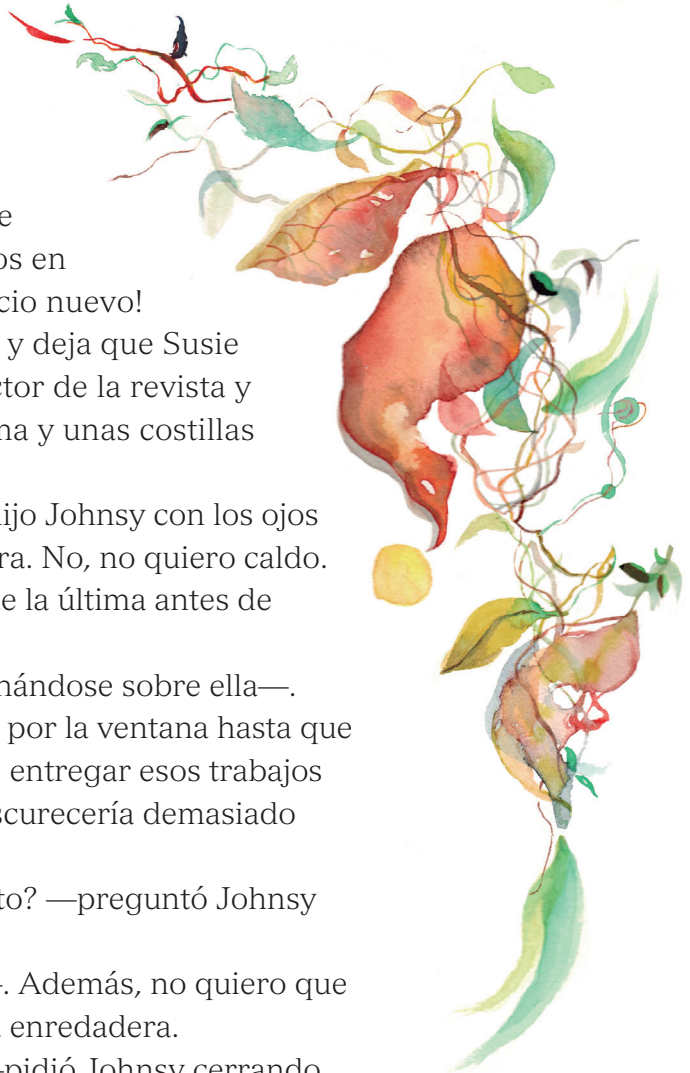 e
os en
cio nuevo!
y deja que Susie
ctor de la revista y
na y unas costillas
dijo Johnsy con los ojos
ra. No, no quiero caldo.
e la última antes de
nándose sobre ella—.
por la ventana hasta que
entregar esos trabajos
scurecería demasiado
to? —preguntó Johnsy
—. Además, no quiero que
enredadera.
—pidió Johnsy cerrando